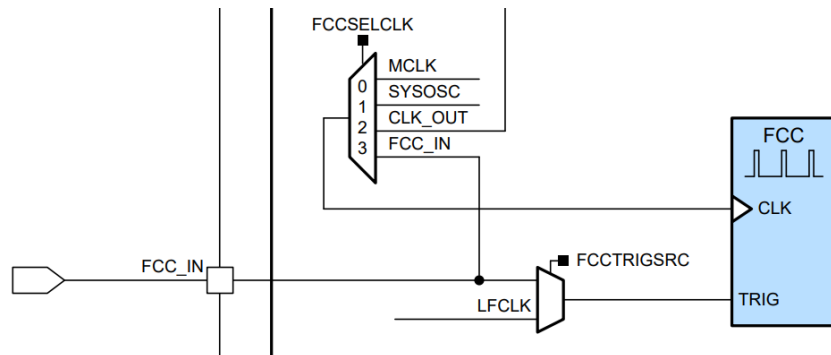 FCCSELCLK
0 MCLK
1 SYSOSC
2 CLK_OUT
3 FCC_IN
FCC
CLK
FCC_IN
FCCTRIGSRC
LFCLK
TRIG